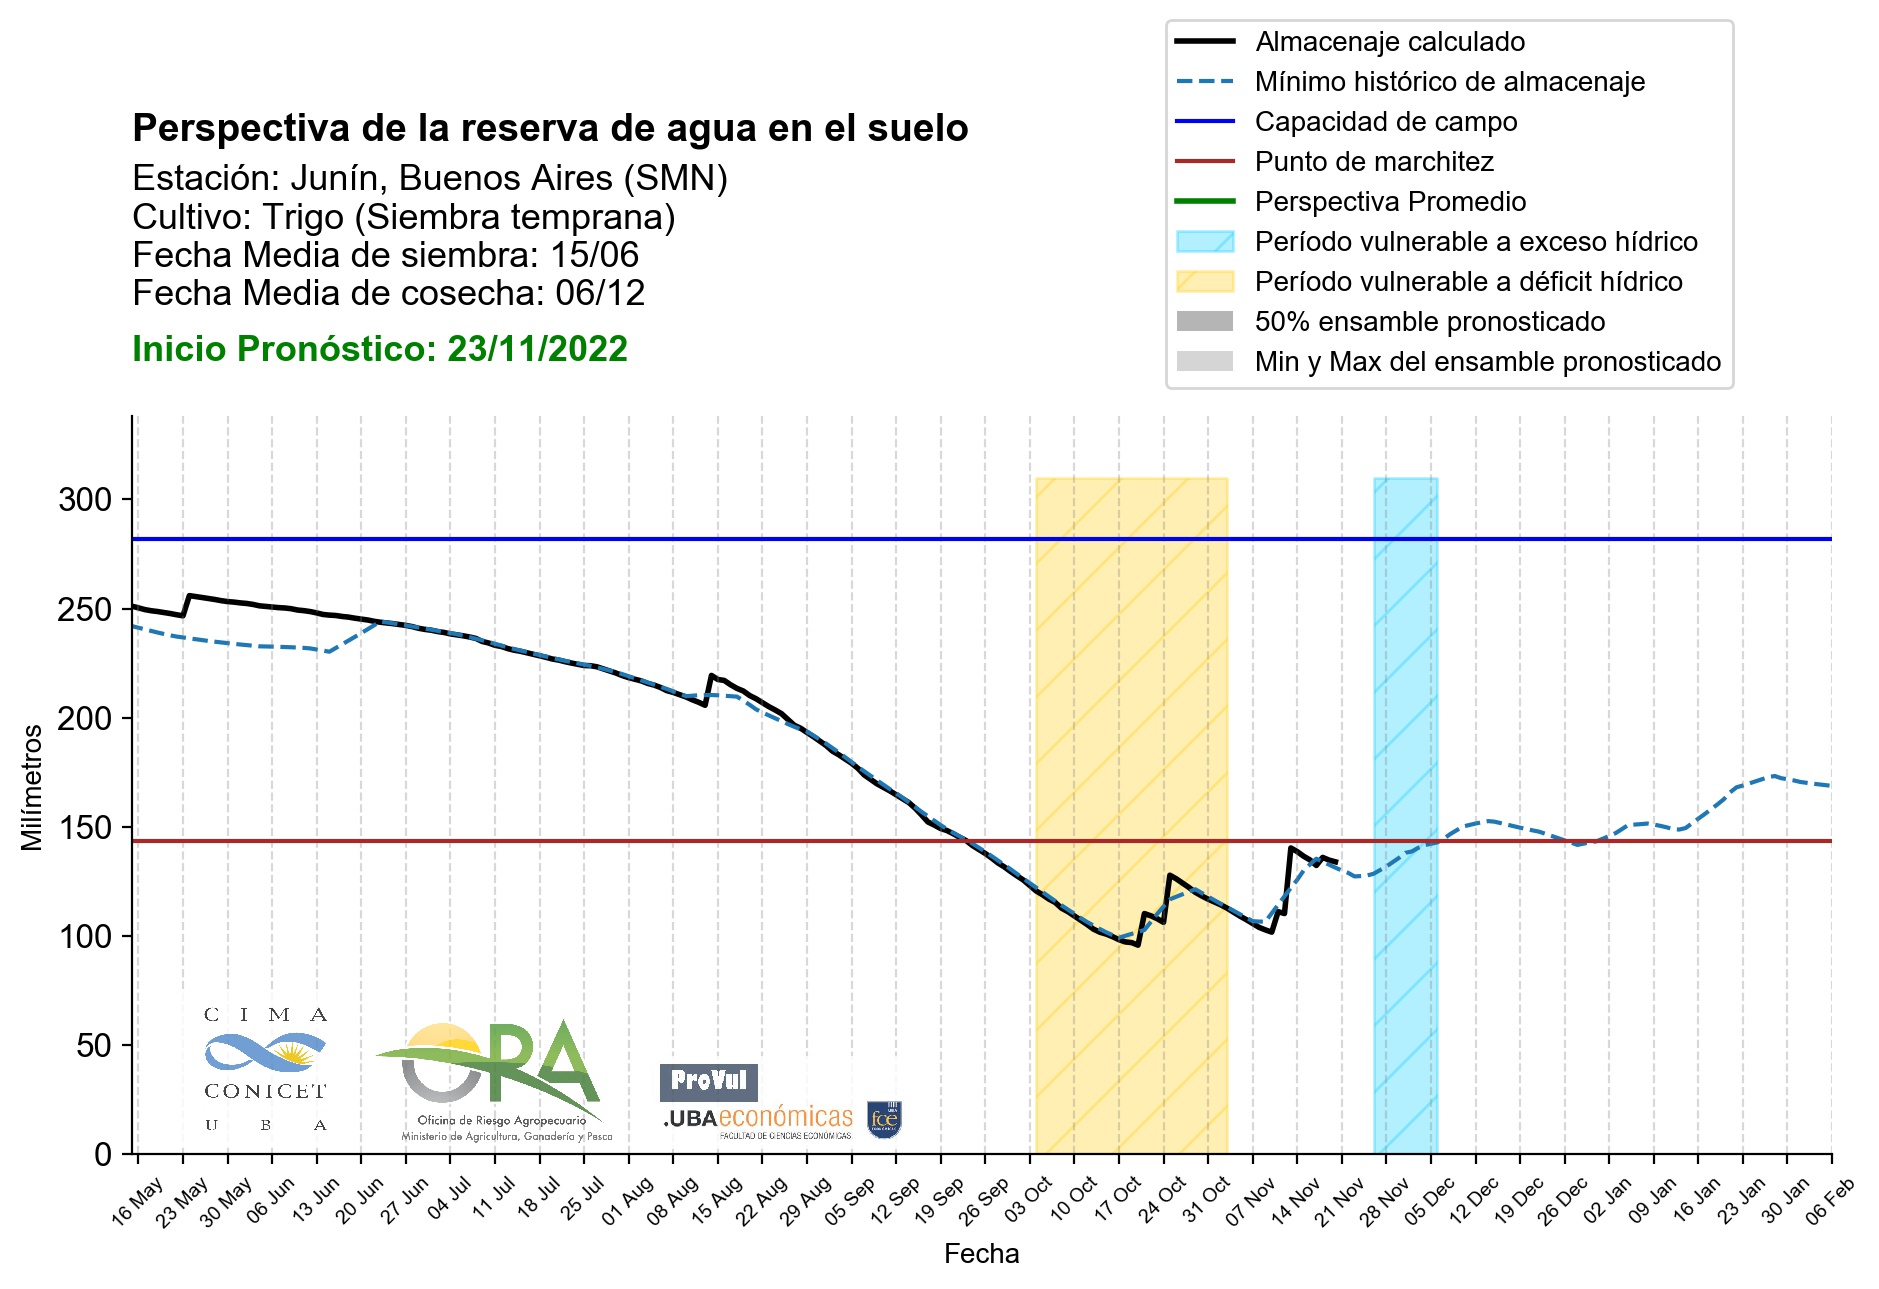 Almacenaje calculado
Mínimo histórico de almacenaje
Capacidad de campo
Punto de marchitez
Perspectiva Promedio
Período vulnerable a exceso hídrico
Período vulnerable a déficit hídrico
50% ensamble pronosticado
Min y Max del ensamble pronosticado
Perspectiva de la reserva de agua en el suelo
Estación: Junín, Buenos Aires (SMN)
Cultivo: Trigo (Siembra temprana)
Fecha Media de siembra: 15/06
Fecha Media de cosecha: 06/12
Inicio Pronóstico: 23/11/2022
Milímetros
300
250
200
150
100
50
0
CIMA
CONICET
UBA
ORA
Oficina de Riesgo Agropecuario
Ministerio de Agricultura, Ganadería y Pesca
ProVul
.UBAeconómicas
FACULTAD DE CIENCIAS ECONÓMICAS
fce
16 May
23 May
30 May
06 Jun
13 Jun
20 Jun
27 Jun
04 Jul
11 Jul
18 Jul
25 Jul
01 Aug
08 Aug
15 Aug
22 Aug
29 Aug
05 Sep
12 Sep
19 Sep
26 Sep
03 Oct
10 Oct
17 Oct
24 Oct
31 Oct
07 Nov
14 Nov
21 Nov
28 Nov
05 Dec
12 Dec
19 Dec
26 Dec
02 Jan
09 Jan
16 Jan
23 Jan
30 Jan
06 Feb
Fecha